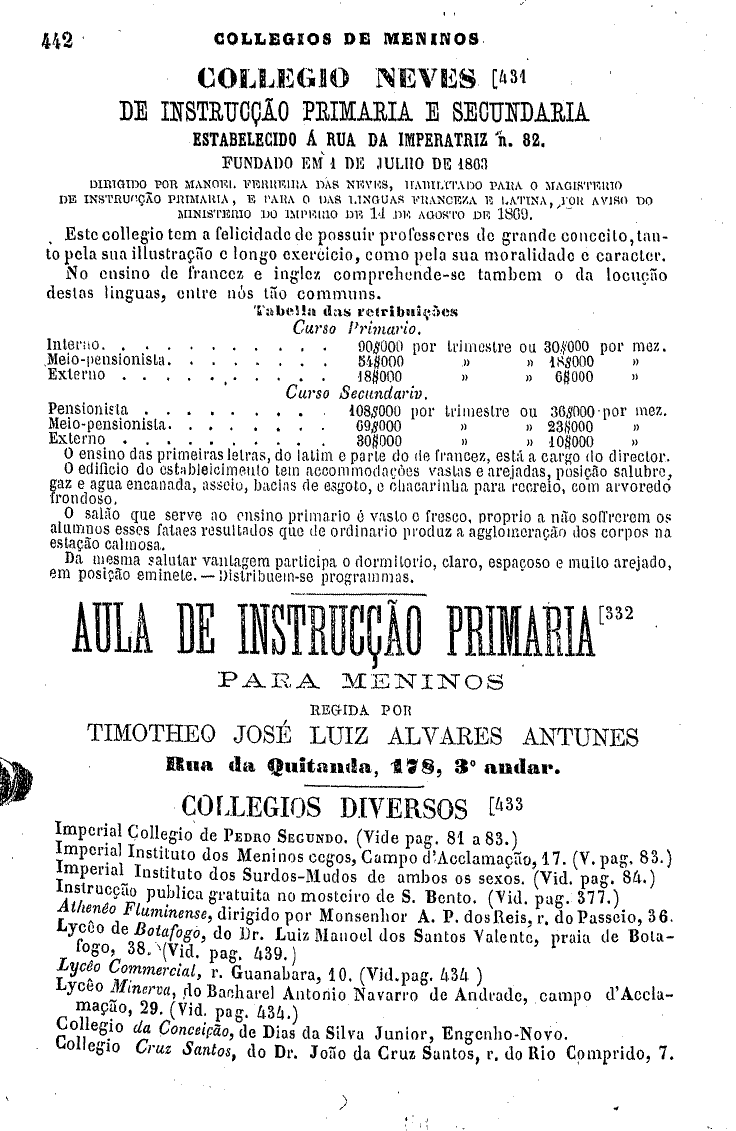 442 COLLEGIOS DE MENINOS
COLLEGIO NEVES [431
DE INSTRUCÇÃO PRIMARIA E SECUNDARIA
ESTABELECIDO Á RUA DA IMPERATRIZ n. 82.
FUNDADO EM 1 DE JULHO DE 1863
DIRIGIDO POR MANOEL FERREIRA DAS NEVES, HABILITADO PARA O MAGISTERIO
DE INSTRUCÇÃO PRIMARIA, E PARA O DAS LINGUAS FRANCEZA E LATINA, POR AVISO DO
MINISTERIO DO IMPERIO DE 14 DE AGOSTO DE 1869.
Este collegio tem a felicidade de possuir professeres de grande conceito, tan-
to pela sua illustração e longo exercicio, como pela sua moralidade e caracter.
No ensino de francez e inglez comprehende-se tambem o da locução
destas linguas, entre nós tão communs.
Tabella das retribuições
Curso Primario.
Interno. . . . . . . . . . . . 90$000 por trimestre ou 30$000 por mez.
Meio-pensionista. . . . . . . . 54$000 » » 18$000 »
Externo . . . . . . . . . . . 18$000 » » 6$000 »
Curso Secundariv.
Pensionista . . . . . . . . . 108$000 por trimestre ou 36$000 por mez.
Meio-pensionista. . . . . . . . 69$000 » » 23$000 »
Externo . . . . . . . . . . . 30$000 » » 10$000 »
O ensino das primeiras letras, do latim e parte do de francez, está a cargo do director.
O edificio do estableicimento tem accommodações vastas e arejadas, posição salubre,
gaz e agua encanada, asseio, bacias de esgoto, e chacarinha para recreio, com arvoredo
frondoso.
O salão que serve ao ensino primario é vasto e fresco, proprio a não soffrerem os
alumnos esses fataes resultados que de ordinario produz a agglomeração dos corpos na
estação calmosa.
Da mesma salutar vantagem participa o dormitorio, claro, espaçoso e muito arejado,
em posição eminete. — Distribuem-se programmas.
AULA DE INSTRUCÇÃO PRIMARIA [332
PARA MENINOS
REGIDA POR
TIMOTHEO JOSÉ LUIZ ALVARES ANTUNES
Rua da Quitanda, 178, 3º andar.
COLLEGIOS DIVERSOS [433
Imperial Collegio de PEDRO SEGUNDO. (Vide pag. 81 a 83.)
Imperial Instituto dos Meninos cegos, Campo d'Acclamação, 17. (V. pag. 83.)
Imperial Instituto dos Surdos-Mudos de ambos os sexos. (Vid. pag. 84.)
Instrucção publica gratuita no mosteiro de S. Bento. (Vid. pag. 377.)
Athenêo Fluminense, dirigido por Monsenhor A. P. dos Reis, r. do Passeio, 36.
Lycêo de Botafogo, do Dr. Luiz Manoel dos Santos Valente, praia de Bota-
fogo, 38. (Vid. pag. 439.)
Lycêo Commercial, r. Guanabara, 10. (Vid. pag. 434 )
Lycêo Minerva, do Bacharel Antonio Navarro de Andrade, campo d'Accla-
mação, 29. (Vid. pag. 434.)
Collegio da Conceição, de Dias da Silva Junior, Engenho-Novo.
Collegio Cruz Santos, do Dr. João da Cruz Santos, r. do Rio Comprido, 7.